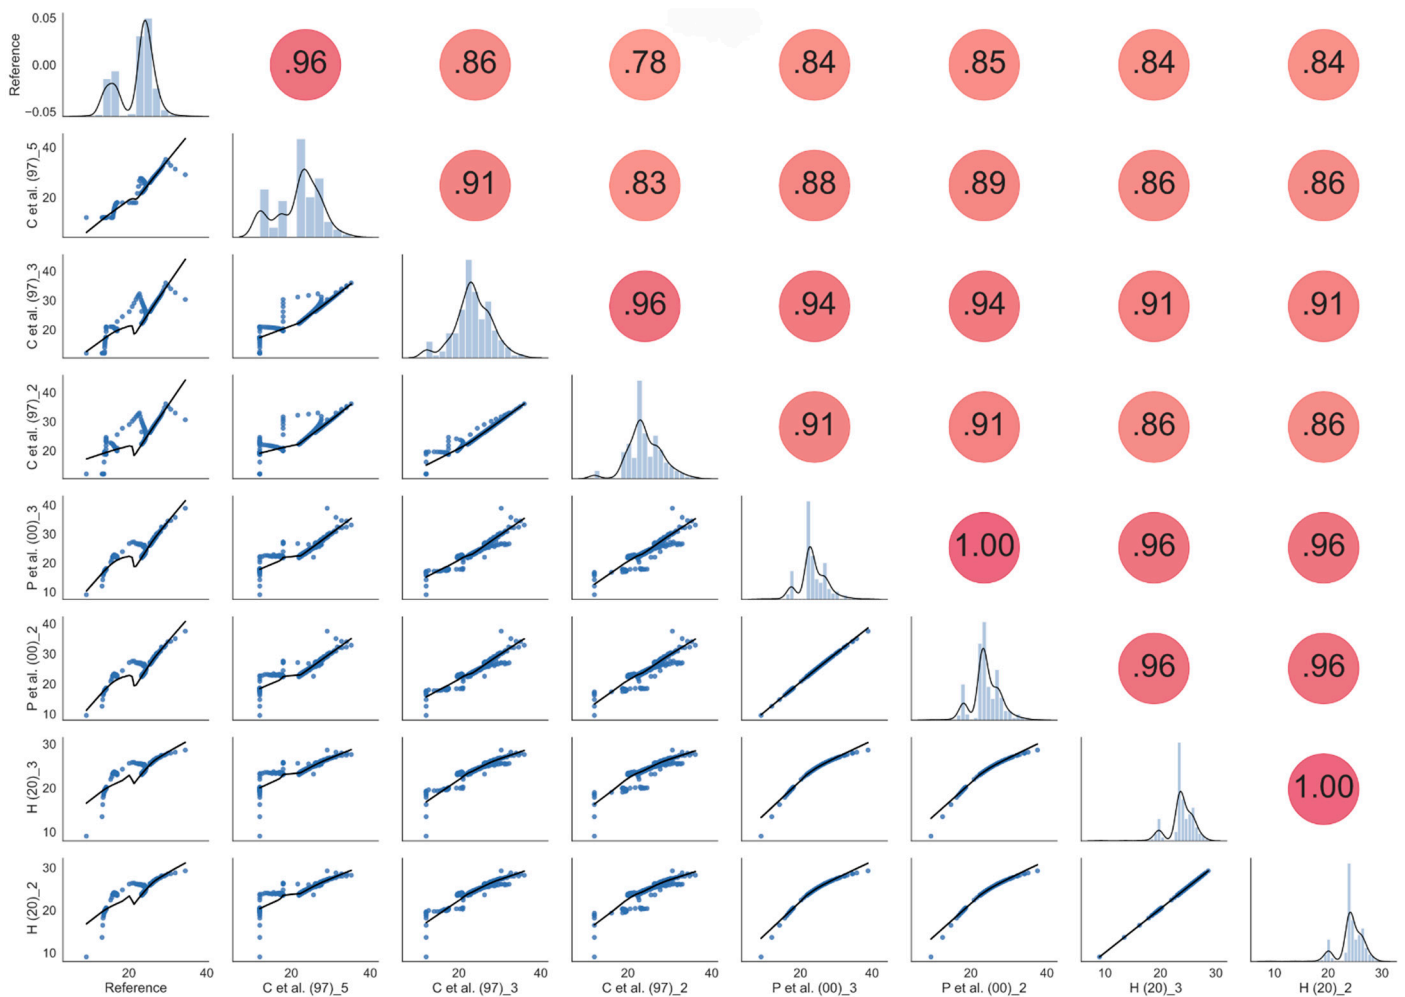 0.05
0.00
−0.05
Reference
.96 .86 .78 .84 .85 .84 .84
40
20
C et al. (97)_5
.91 .83 .88 .89 .86 .86
40
30
20
C et al. (97)_3
.96 .94 .94 .91 .91
40
30
20
C et al. (97)_2
.91 .91 .86 .86
40
30
20
10
P et al. (00)_3
1.00 .96 .96
40
30
20
10
P et al. (00)_2
.96 .96
30
20
10
H (20)_3
1.00
30
20
10
H (20)_2
20 40 20 40 20 40 20 40 20 40 20 40 10 20 30 10 20 30
Reference C et al. (97)_5 C et al. (97)_3 C et al. (97)_2 P et al. (00)_3 P et al. (00)_2 H (20)_3 H (20)_2